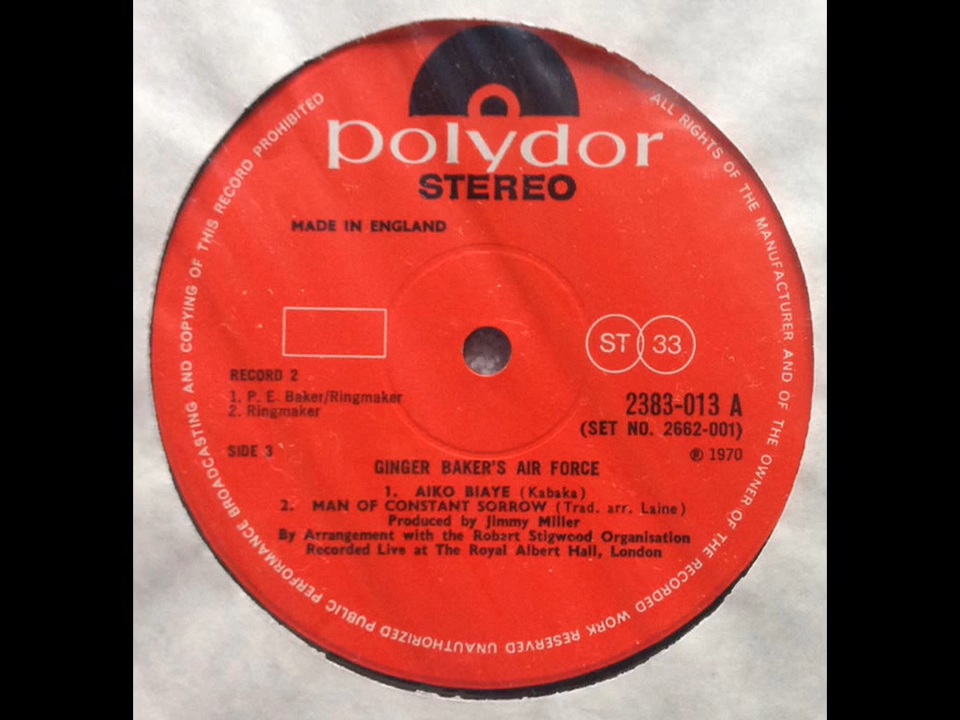 polydor
STEREO
MADE IN ENGLAND
ST 33
RECORD 2
1. P. E. Baker/Ringmaker
2. Ringmaker
2383-013 A
(SET NO. 2662-001)
SIDE 3
℗ 1970
GINGER BAKER'S AIR FORCE
1. AIKO BIAYE (Kabaka)
2. MAN OF CONSTANT SORROW (Trad. arr. Laine)
Produced by Jimmy Miller
By Arrangement with the Robert Stigwood Organisation
Recorded Live at The Royal Albert Hall, London
ALL RIGHTS OF THE MANUFACTURER AND OF THE OWNER OF THE RECORDED WORK RESERVED UNAUTHORIZED PUBLIC PERFORMANCE BROADCASTING AND COPYING OF THIS RECORD PROHIBITED